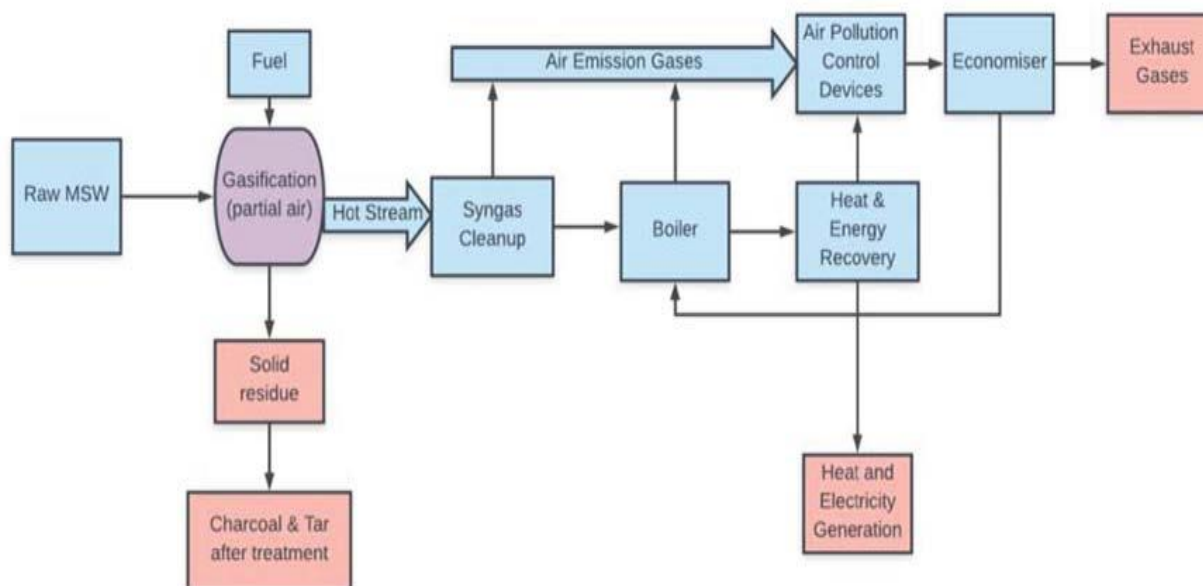 Fuel
Air Emission Gases
Air Pollution
Control
Devices
Economiser
Exhaust
Gases
Raw MSW
Gasification
(partial air)
Hot Stream
Syngas
Cleanup
Boiler
Heat &
Energy
Recovery
Solid
residue
Charcoal & Tar
after treatment
Heat and
Electricity
Generation